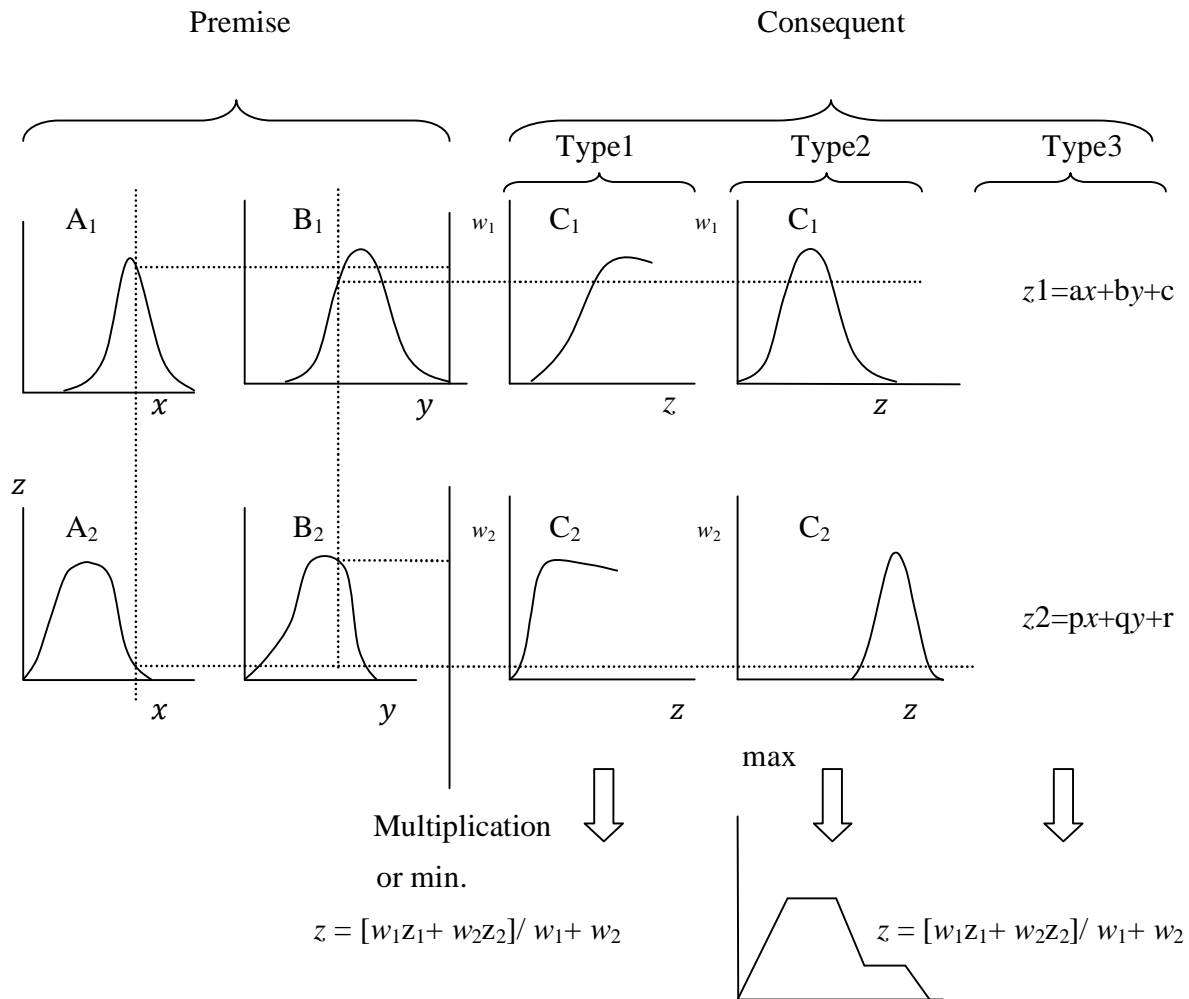 Premise Consequent
Type1 Type2 Type3
A₁ B₁ w₁ C₁ w₁ C₁
z1=ax+by+c
x y z z
z
A₂ B₂ w₂ C₂ w₂ C₂
z2=px+qy+r
x y z z
max
Multiplication
or min.
z = [w₁z₁+ w₂z₂]/ w₁+ w₂ z = [w₁z₁+ w₂z₂]/ w₁+ w₂